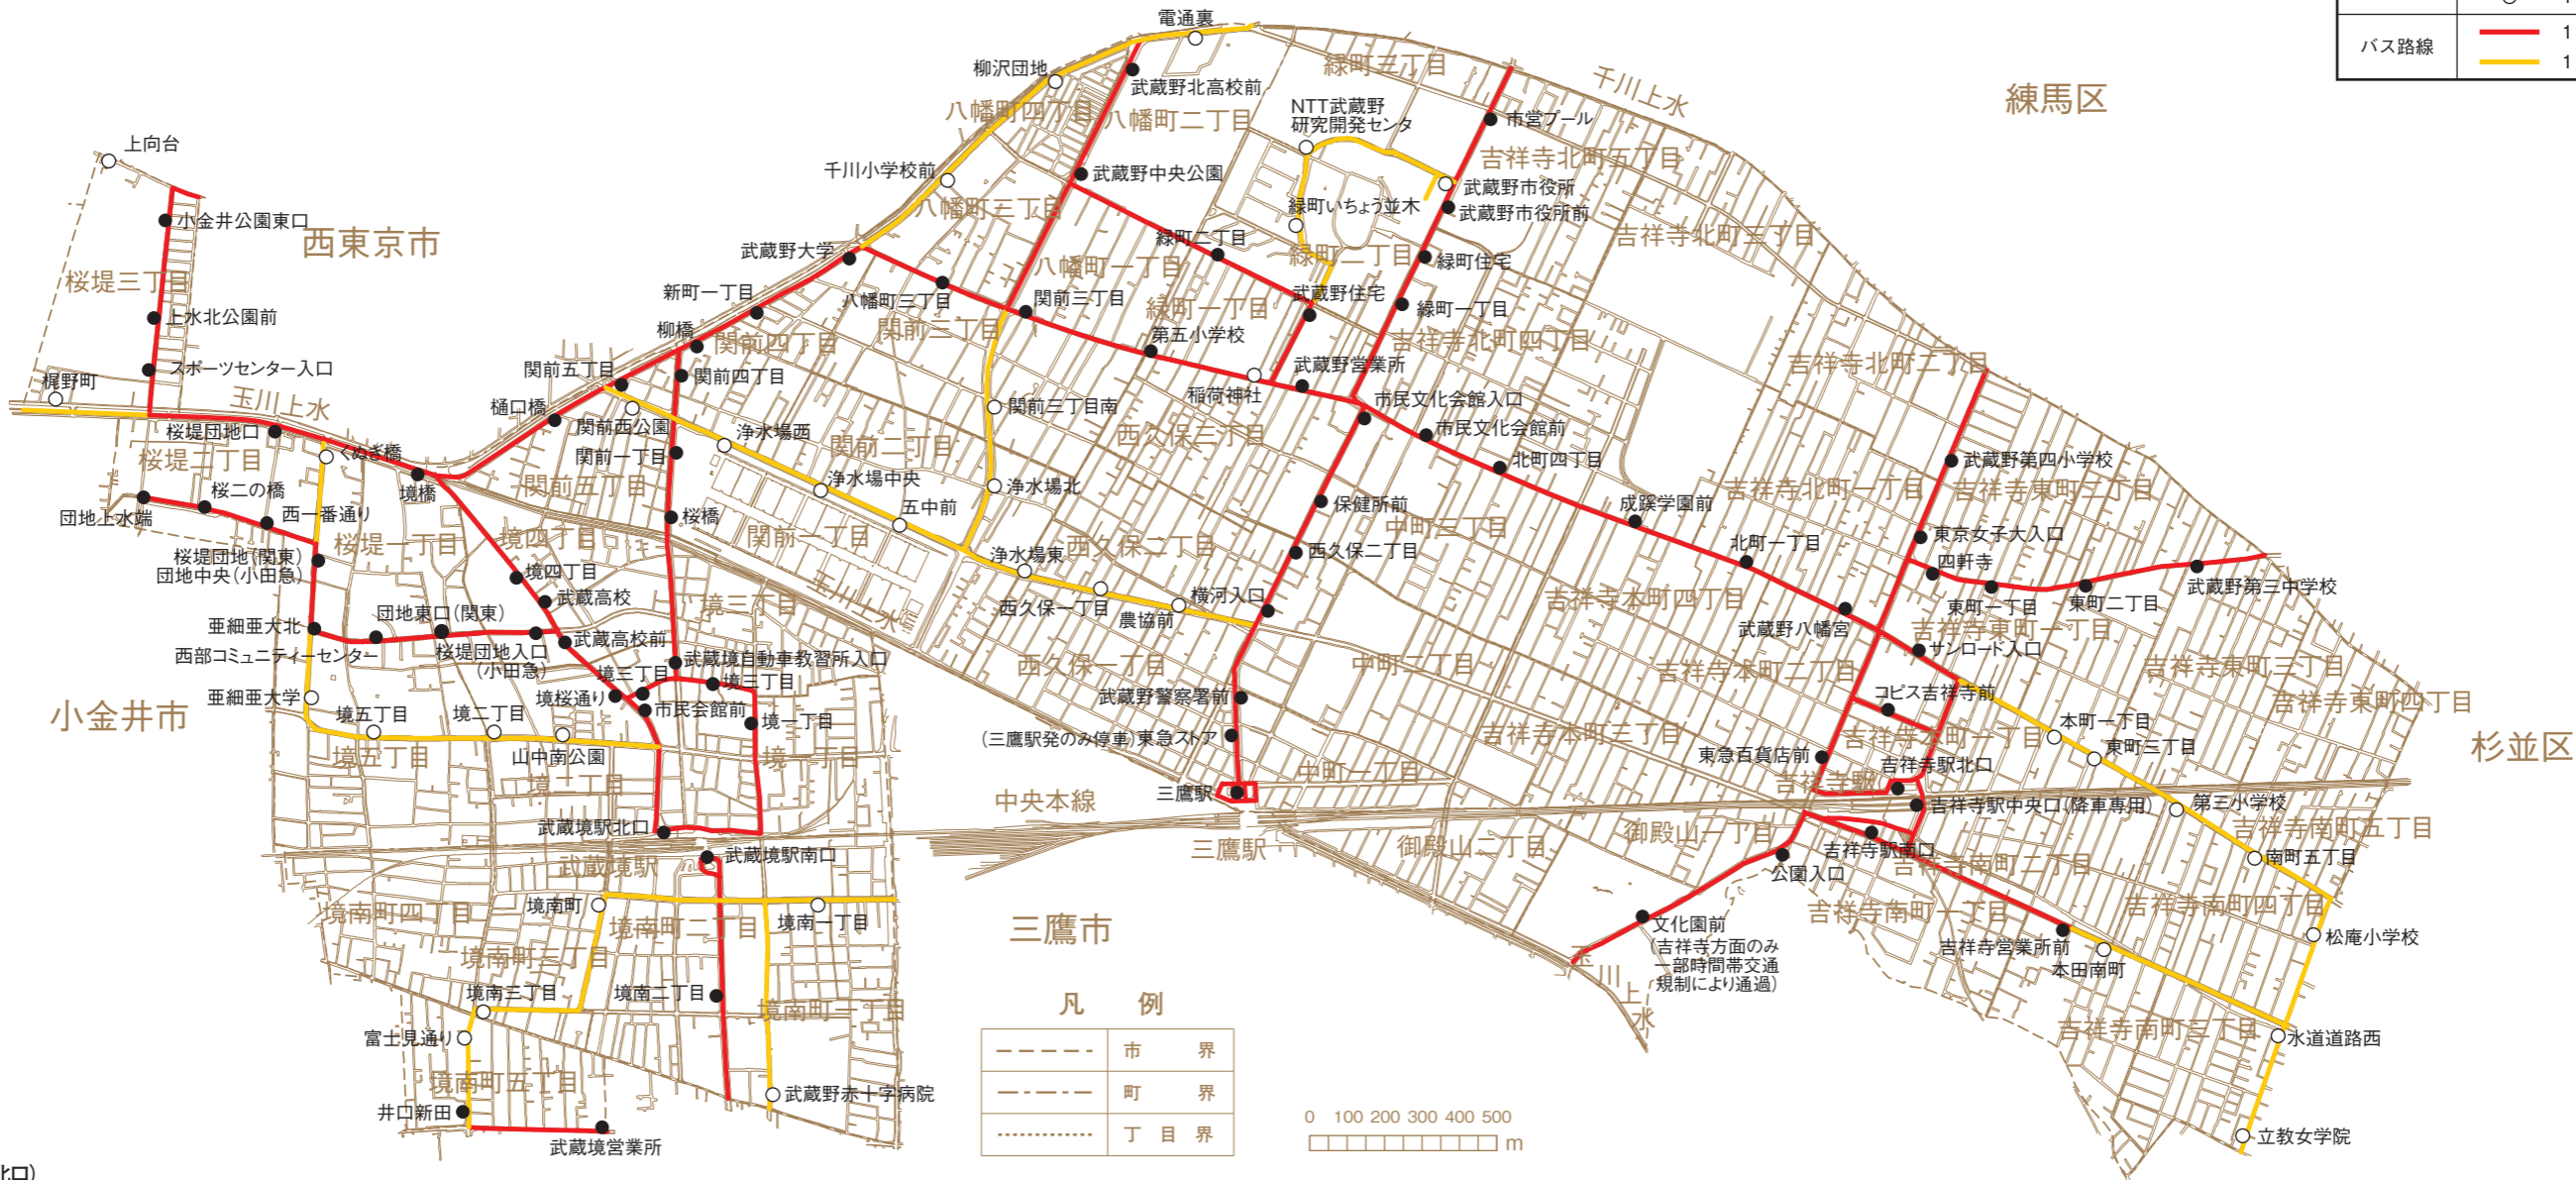 バス路線
1
1
練馬区
西東京市
小金井市
三鷹市
杉並区
千川上水
玉川上水
玉川上水
玉川上水
中央本線
三鷹駅
武蔵境駅
吉祥寺駅
電通裏
柳沢団地
武蔵野北高校前
緑町三丁目
八幡町四丁目
八幡町二丁目
NTT武蔵野
研究開発センタ
市営プール
吉祥寺北町五丁目
上向台
千川小学校前
武蔵野中央公園
武蔵野市役所
武蔵野市役所前
八幡町三丁目
緑町いちょう並木
小金井公園東口
武蔵野大学
緑町二丁目
緑町二丁目
緑町住宅
吉祥寺北町三丁目
桜堤三丁目
新町一丁目
八幡町三丁目
八幡町一丁目
関前三丁目
武蔵野住宅
緑町一丁目
緑町一丁目
上水北公園前
柳橋
関前四丁目
関前三丁目
第五小学校
吉祥寺北町四丁目
スポーツセンター入口
関前五丁目
関前四丁目
武蔵野営業所
吉祥寺北町二丁目
梶野町
樋口橋
関前西公園
関前三丁目南
稲荷神社
市民文化会館入口
桜堤団地口
浄水場西
関前二丁目
西久保三丁目
市民文化会館前
桜堤二丁目
くぬぎ橋
関前一丁目
北町四丁目
武蔵野第四小学校
境橋
関前五丁目
浄水場中央
浄水場北
吉祥寺北町一丁目
吉祥寺東町二丁目
団地上水端
桜二の橋
西一番通り
桜橋
五中前
保健所前
成蹊学園前
桜堤団地(関東)
団地中央(小田急)
桜堤一丁目
境四丁目
関前一丁目
西久保二丁目
西久保二丁目
中町三丁目
東京女子大入口
浄水場東
北町一丁目
四軒寺
境四丁目
武蔵野第三中学校
武蔵高校
境三丁目
西久保一丁目
農協前
横河入口
吉祥寺本町四丁目
東町一丁目
東町二丁目
亜細亜大北
団地東口(関東)
武蔵野八幡宮
吉祥寺東町一丁目
西部コミュニティーセンター
桜堤団地入口
(小田急)
武蔵高校前
武蔵境自動車教習所入口
サンロード入口
西久保一丁目
中町二丁目
吉祥寺本町二丁目
吉祥寺東町三丁目
境三丁目
境三丁目
亜細亜大学
境桜通り
市民会館前
武蔵野警察署前
コピス吉祥寺前
吉祥寺東町四丁目
境五丁目
境二丁目
境一丁目
(三鷹駅発のみ停車)東急ストア
吉祥寺本町三丁目
吉祥寺本町一丁目
本町一丁目
東町三丁目
境五丁目
山中南公園
境一丁目
東急百貨店前
吉祥寺駅北口
境二丁目
三鷹駅
中町一丁目
吉祥寺駅中央口(降車専用)
第三小学校
武蔵境駅北口
御殿山二丁目
御殿山一丁目
吉祥寺駅南口
吉祥寺南町五丁目
武蔵境駅南口
公園入口
吉祥寺南町二丁目
南町五丁目
境南町四丁目
境南町
境南町二丁目
境南一丁目
文化園前
(吉祥寺方面のみ
一部時間帯交通
規制により通過)
吉祥寺南町一丁目
吉祥寺南町四丁目
吉祥寺営業所前
松庵小学校
境南町三丁目
本田南町
境南三丁目
境南二丁目
境南町一丁目
富士見通り
吉祥寺南町三丁目
水道道路西
境南町五丁目
武蔵野赤十字病院
井口新田
立教女学院
武蔵境営業所
凡 例
市 界
町 界
丁目界
0 100 200 300 400 500
m
北口)